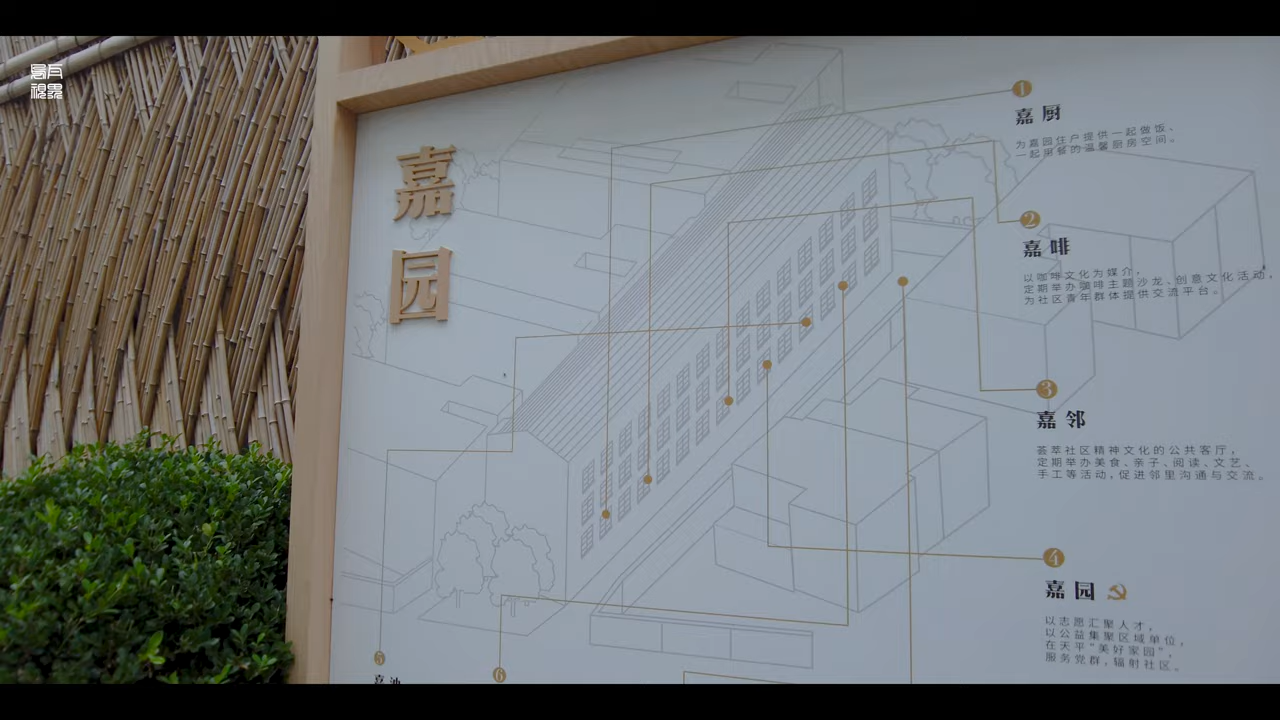 嘉园
1
嘉厨
为嘉园住户提供一起做饭、
一起用餐的温馨厨房空间。
2
嘉啡
以咖啡文化为媒介，
定期举办咖啡主题沙龙、创意文化活动，
为社区青年群体提供交流平台。
3
嘉邻
荟萃社区精神文化的公共客厅，
定期举办美食、亲子、阅读、文艺、
手工等活动，促进邻里沟通与交流。
4
嘉园
以志愿汇聚人才，
以公益集聚区域单位，
在天平“美好家园”，
服务党群，辐射社区。
5
6